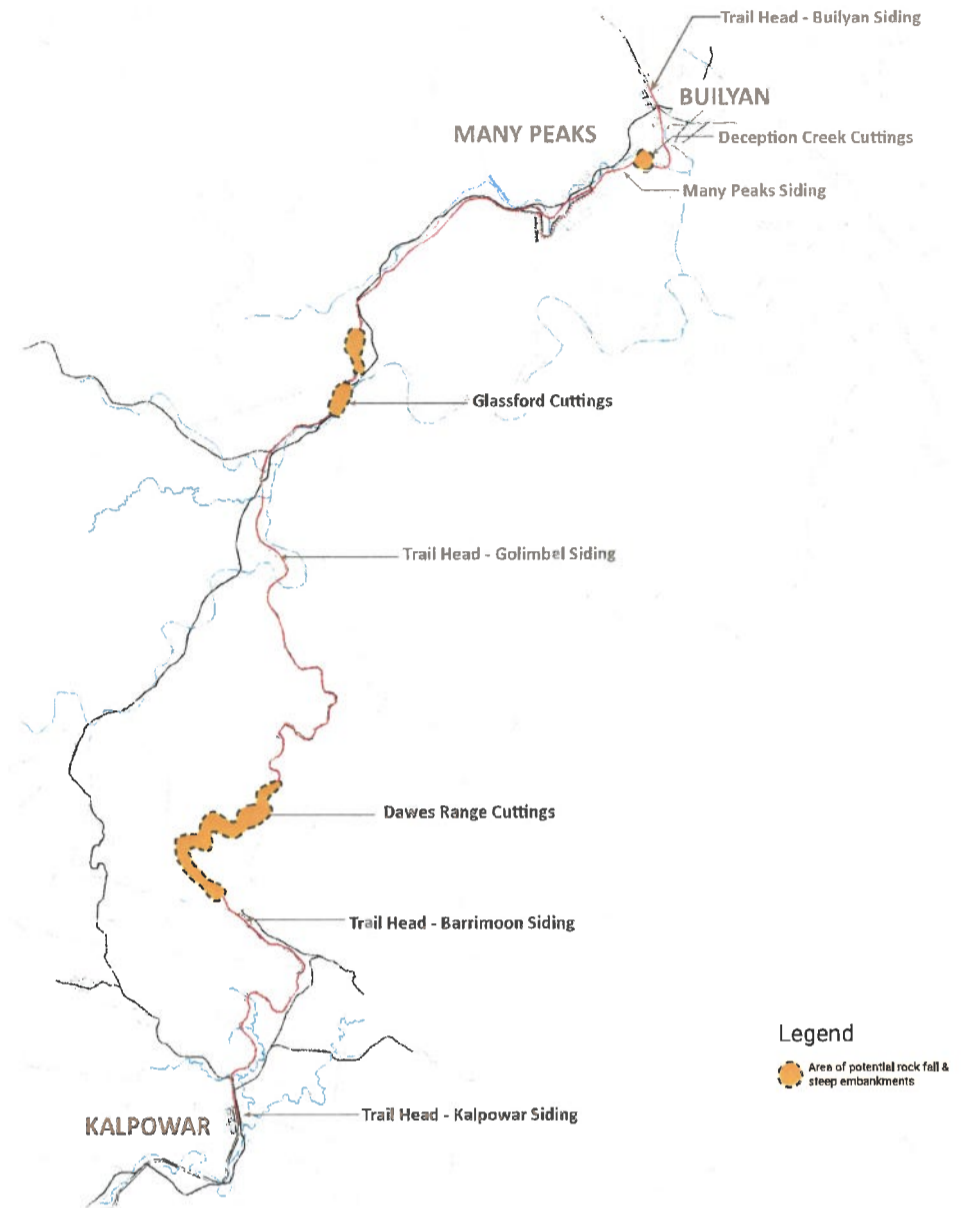 Trail Head - Builyan Siding
BUILYAN
MANY PEAKS
Deception Creek Cuttings
Many Peaks Siding
Glassford Cuttings
Trail Head - Golimbel Siding
Dawes Range Cuttings
Trail Head - Barrimoon Siding
Legend
Area of potential rock fall &
steep embankments
Trail Head - Kalpowar Siding
KALPOWAR